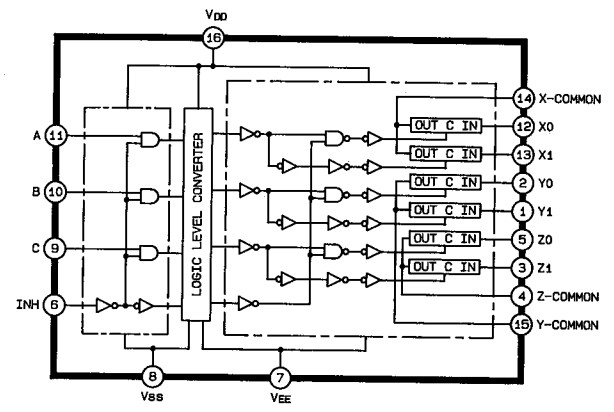 VDD
16
14 X-COMMON
A 11
OUT C IN
12 X0
OUT C IN
13 X1
B 10
OUT C IN
2 Y0
OUT C IN
1 Y1
LOGIC LEVEL CONVERTER
C 9
OUT C IN
5 Z0
OUT C IN
3 Z1
INH 6
4 Z-COMMON
15 Y-COMMON
8
7
VSS
VEE